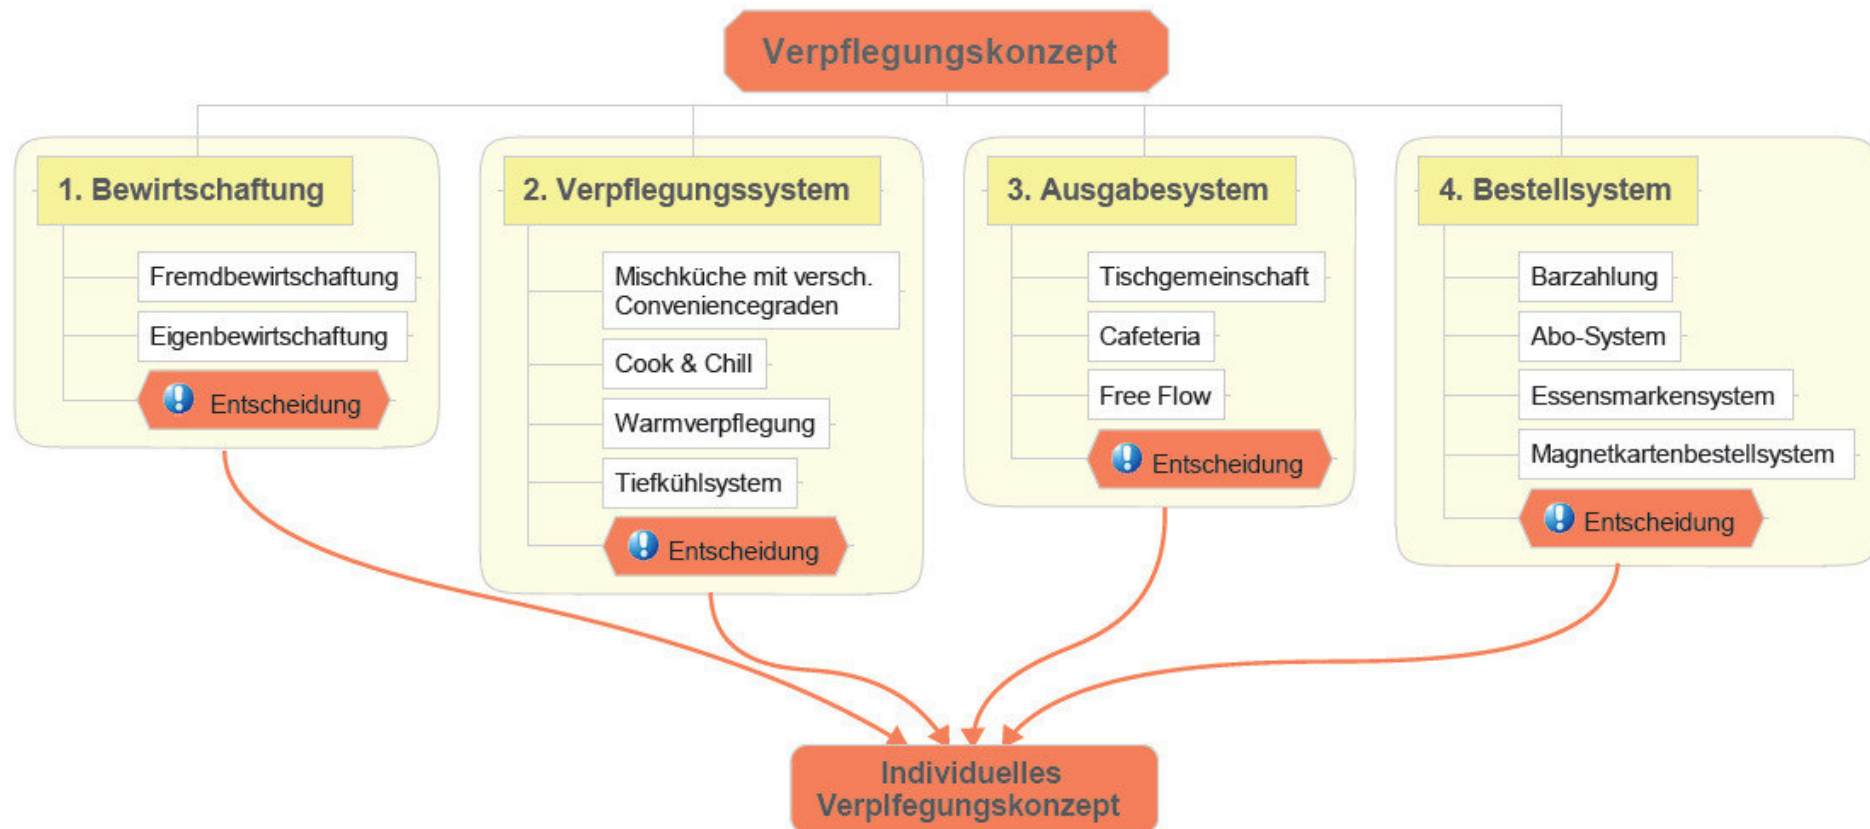 Verpflegungskonzept
1. Bewirtschaftung
Fremdbewirtschaftung
Eigenbewirtschaftung
Entscheidung
2. Verpflegungssystem
Mischküche mit versch.
Conveniencegraden
Cook & Chill
Warmverpflegung
Tiefkühlsystem
Entscheidung
3. Ausgabesystem
Tischgemeinschaft
Cafeteria
Free Flow
Entscheidung
4. Bestellsystem
Barzahlung
Abo-System
Essensmarkensystem
Magnetkartenbestellsystem
Entscheidung
Individuelles
Verplfegungskonzept